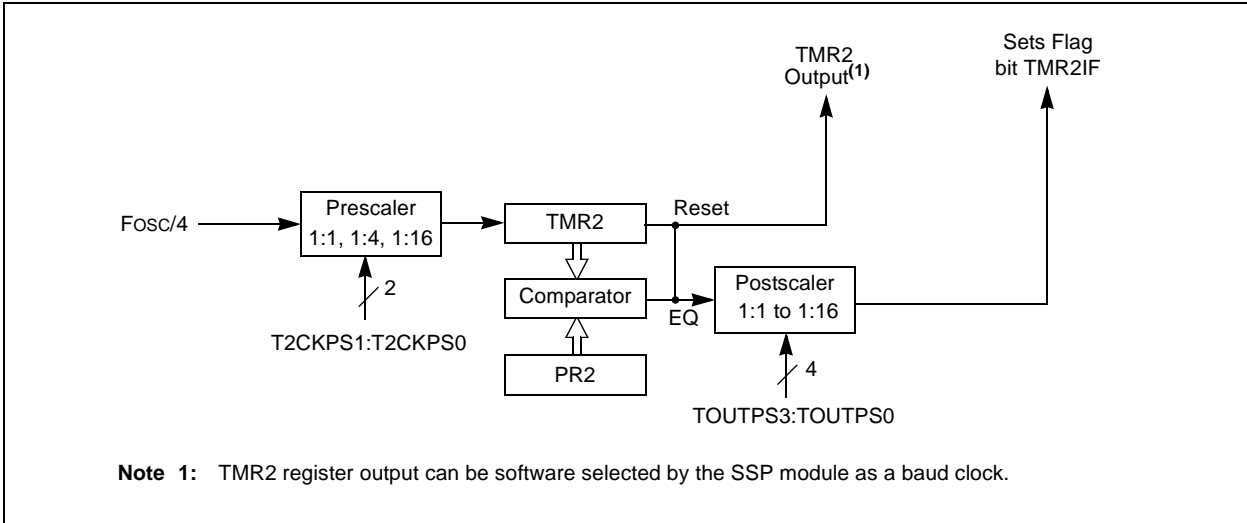 TMR2
Output(1)
Sets Flag
bit TMR2IF
FOSC/4
Prescaler
1:1, 1:4, 1:16
2
T2CKPS1:T2CKPS0
TMR2
Reset
Comparator
EQ
PR2
Postscaler
1:1 to 1:16
4
TOUTPS3:TOUTPS0
Note 1: TMR2 register output can be software selected by the SSP module as a baud clock.